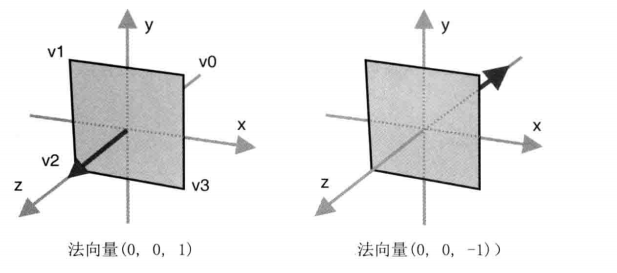 y
v1
v0
x
v2
z
v3
法向量(0, 0, 1)
y
x
z
法向量(0, 0, -1))